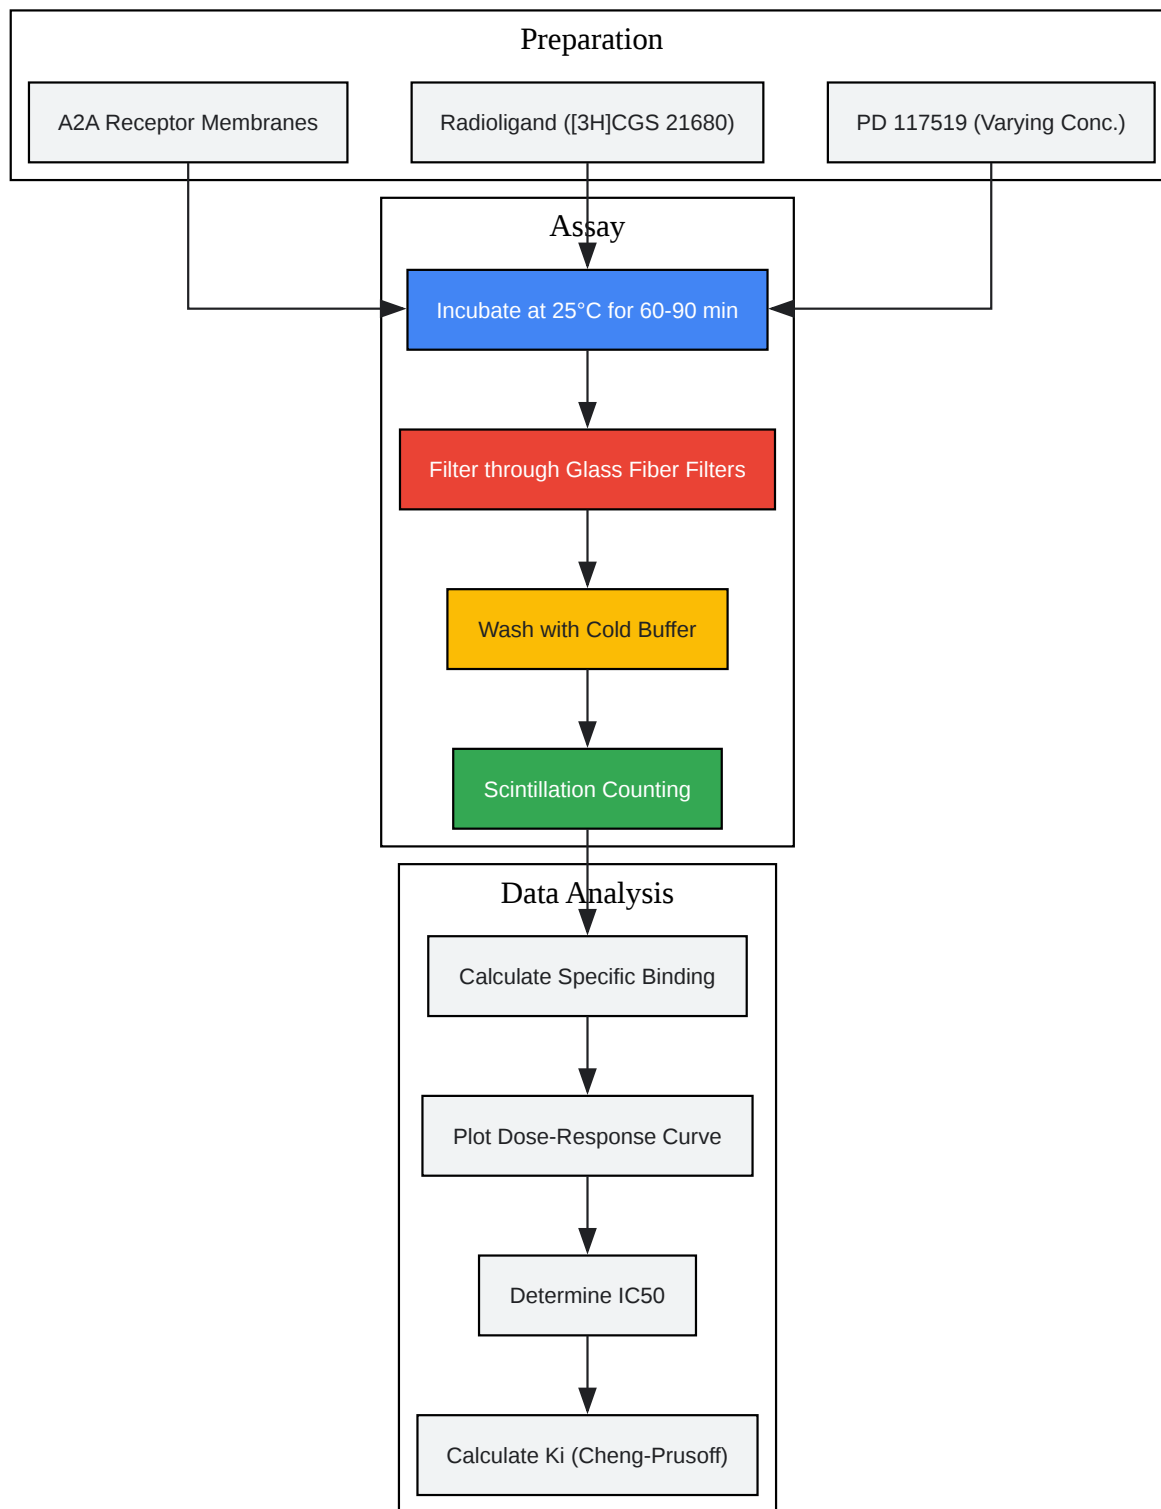 Preparation
A2A Receptor Membranes
Radioligand ([3H]CGS 21680)
PD 117519 (Varying Conc.)
Assay
Incubate at 25°C for 60-90 min
Filter through Glass Fiber Filters
Wash with Cold Buffer
Scintillation Counting
Data Analysis
Calculate Specific Binding
Plot Dose-Response Curve
Determine IC50
Calculate Ki (Cheng-Prusoff)